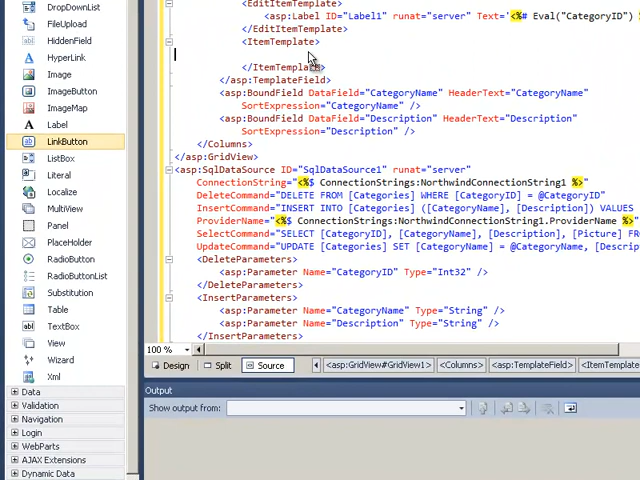 DropDownList
FileUpload
HiddenField
HyperLink
Image
ImageButton
ImageMap
Label
LinkButton
ListBox
Literal
Localize
MultiView
Panel
PlaceHolder
RadioButton
RadioButtonList
Substitution
Table
TextBox
View
Wizard
Xml
Data
Validation
Navigation
Login
WebParts
AJAX Extensions
Dynamic Data
<EditItemTemplate>
<asp:Label ID="Label1" runat="server" Text='<%# Eval("CategoryID") %
</EditItemTemplate>
<ItemTemplate>
</ItemTemplate>
</asp:TemplateField>
<asp:BoundField DataField="CategoryName" HeaderText="CategoryName"
SortExpression="CategoryName" />
<asp:BoundField DataField="Description" HeaderText="Description"
SortExpression="Description" />
</Columns>
</asp:GridView>
<asp:SqlDataSource ID="SqlDataSource1" runat="server"
ConnectionString="<%$ ConnectionStrings:NorthwindConnectionString1 %>"
DeleteCommand="DELETE FROM [Categories] WHERE [CategoryID] = @CategoryID"
InsertCommand="INSERT INTO [Categories] ([CategoryName], [Description]) VALUES
ProviderName="<%$ ConnectionStrings:NorthwindConnectionString1.ProviderName %>"
SelectCommand="SELECT [CategoryID], [CategoryName], [Description], [Picture] FRO
UpdateCommand="UPDATE [Categories] SET [CategoryName] = @CategoryName, [Descript
<DeleteParameters>
<asp:Parameter Name="CategoryID" Type="Int32" />
</DeleteParameters>
<InsertParameters>
<asp:Parameter Name="CategoryName" Type="String" />
<asp:Parameter Name="Description" Type="String" />
</InsertParameters>
100 %
Design Split Source <asp:GridView#GridView1> <Columns> <asp:TemplateField> <ItemTemplate
Output
Show output from: